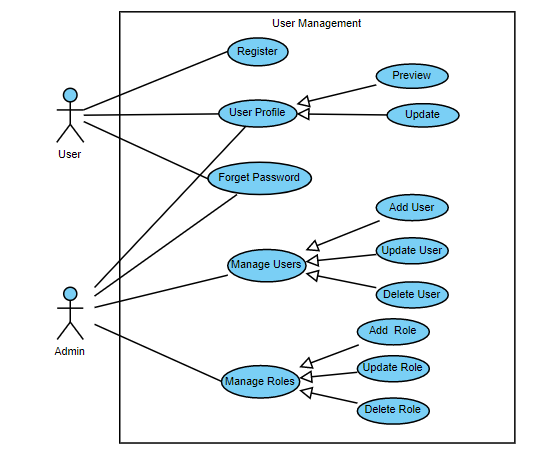 User Management
Register
Preview
User Profile
Update
User
Forget Password
Add User
Update User
Manage Users
Delete User
Add Role
Admin
Update Role
Manage Roles
Delete Role